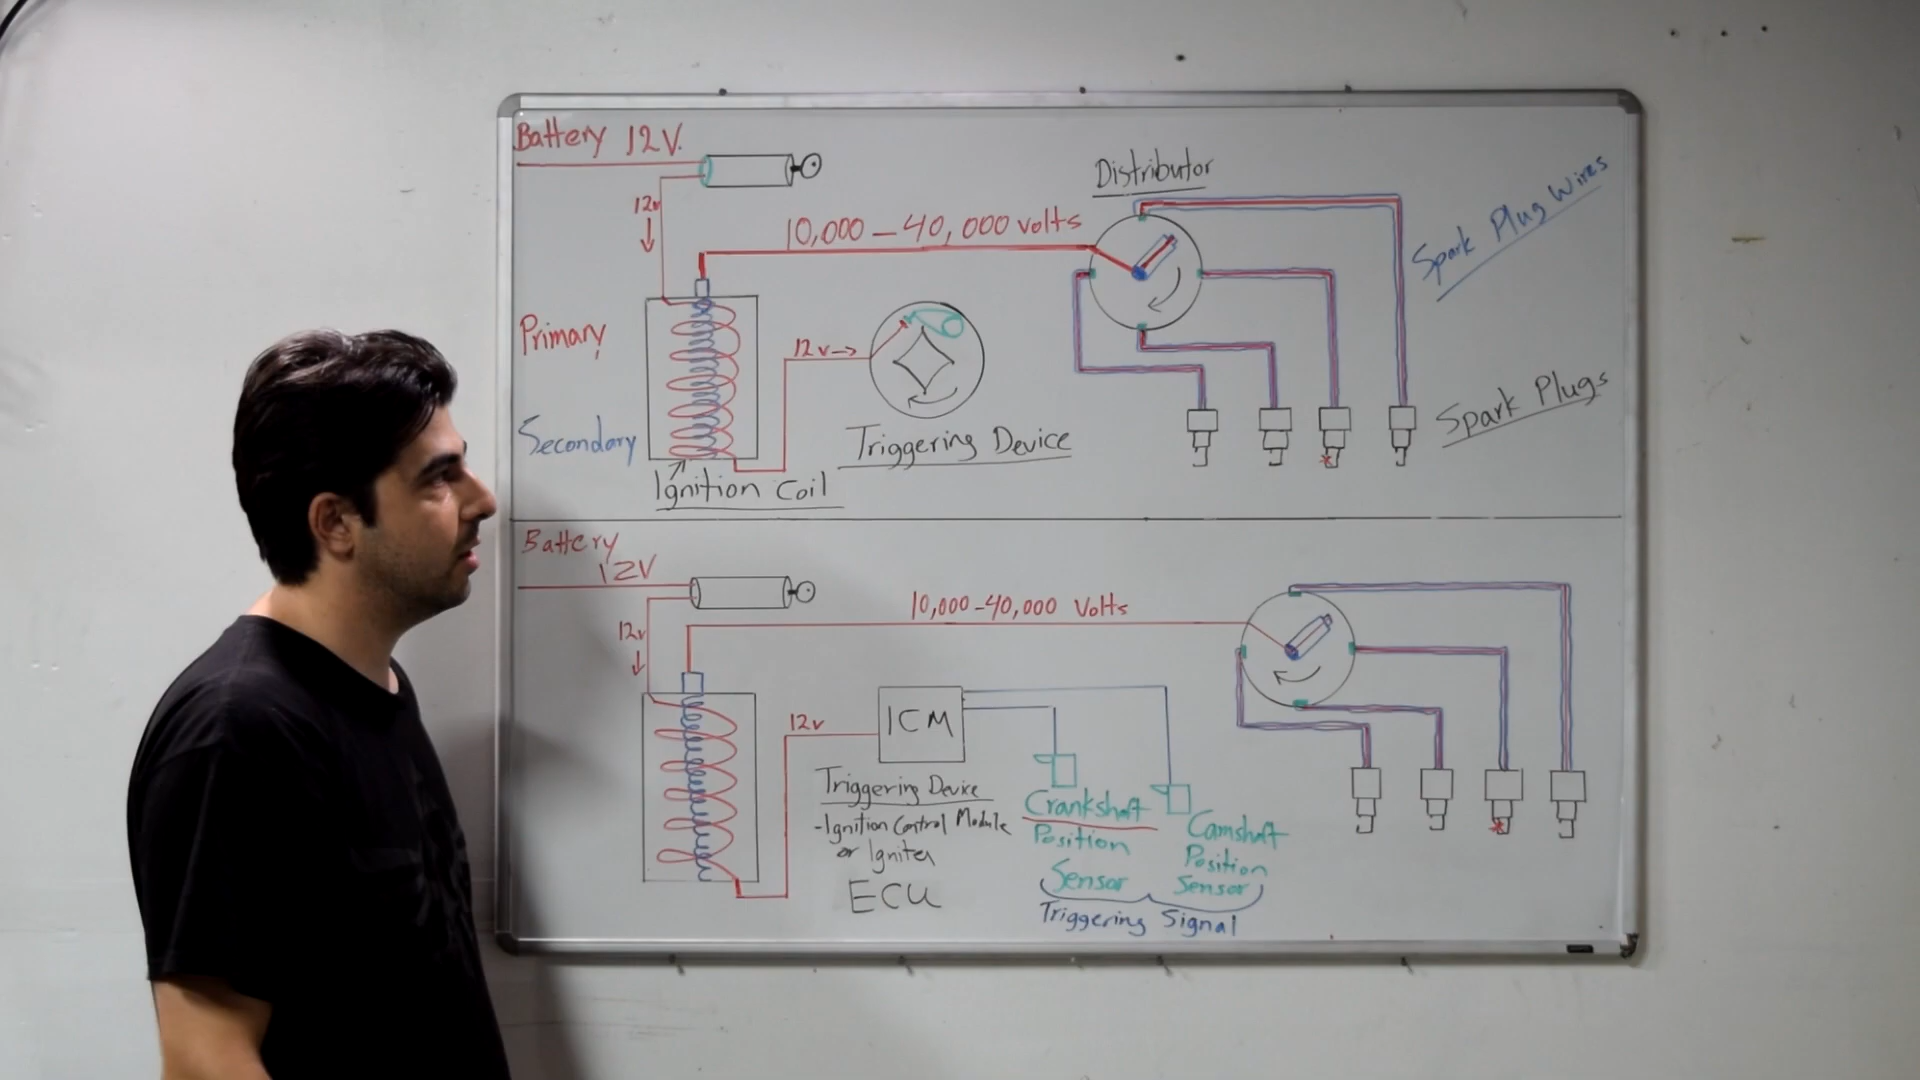 Battery 12V.
12v
10,000 – 40,000 volts
Distributor
Spark Plug Wires
Primary
Secondary
12v→
Triggering Device
Ignition Coil
Spark Plugs
Battery
12V
12v
10,000-40,000 Volts
12v
ICM
Triggering Device
-Ignition Control Module
or Igniter
ECU
Crankshaft
Position
Sensor
Camshaft
Position
Sensor
Triggering Signal